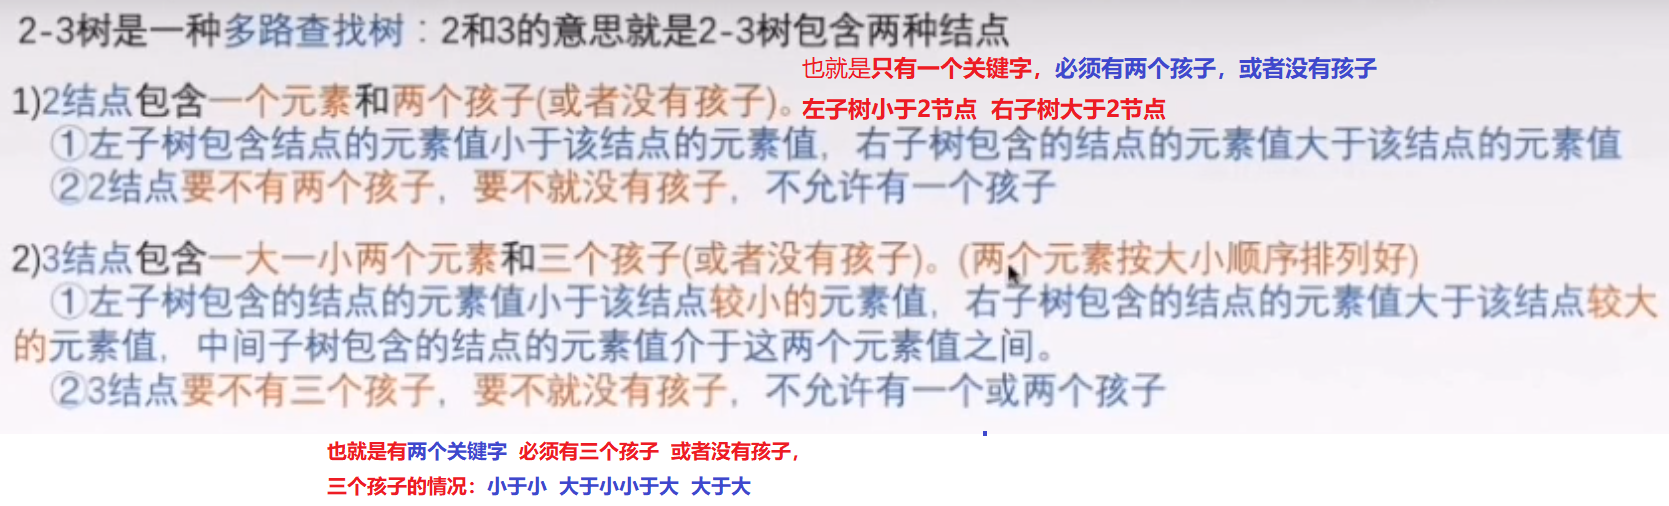 2-3树是一种多路查找树：2和3的意思就是2-3树包含两种结点
也就是只有一个关键字，必须有两个孩子，或者没有孩子
1)2结点包含一个元素和两个孩子(或者没有孩子)。
左子树小于2节点 右子树大于2节点
①左子树包含结点的元素值小于该结点的元素值，右子树包含的结点的元素值大于该结点的元素值
②2结点要不有两个孩子，要不就没有孩子，不允许有一个孩子
2)3结点包含一大一小两个元素和三个孩子(或者没有孩子)。(两个元素按大小顺序排列好)
①左子树包含的结点的元素值小于该结点较小的元素值，右子树包含的结点的元素值大于该结点较大
的元素值，中间子树包含的结点的元素值介于这两个元素值之间。
②3结点要不有三个孩子，要不就没有孩子，不允许有一个或两个孩子
也就是有两个关键字 必须有三个孩子 或者没有孩子，
三个孩子的情况：小于小 大于小小于大 大于大